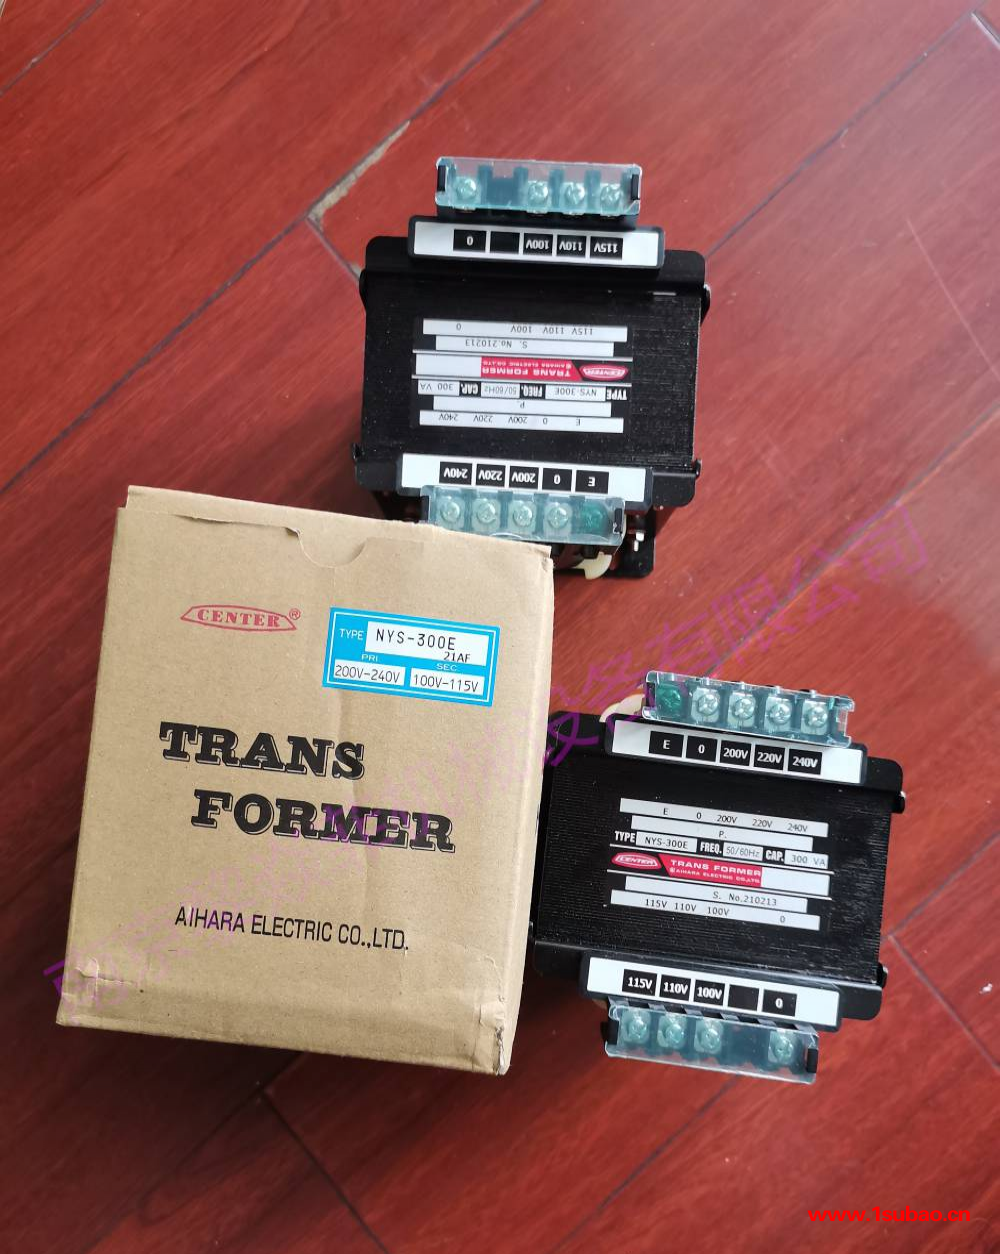 0 100V 110V 115V
115V 110V 100V 0
S. No.210213
CENTER TRANS FORMER
AIHARA ELECTRIC CO.,LTD
TYPE NYS-300E FREQ. 50/60Hz CAP. 300 VA
P.
E 0 200V 220V 240V
E 0 200V 220V 240V
CENTER®
TYPE NYS-300E
21AF
PRI. SEC.
200V-240V 100V-115V
TRANS
FORMER
AIHARA ELECTRIC CO.,LTD.
E 0 200V 220V 240V
E 0 200V 220V 240V
P.
TYPE NYS-300E FREQ. 50/60Hz CAP. 300 VA
CENTER TRANS FORMER
AIHARA ELECTRIC CO.,LTD
S. No.210213
115V 110V 100V 0
115V 110V 100V 0
www.1subao.cn